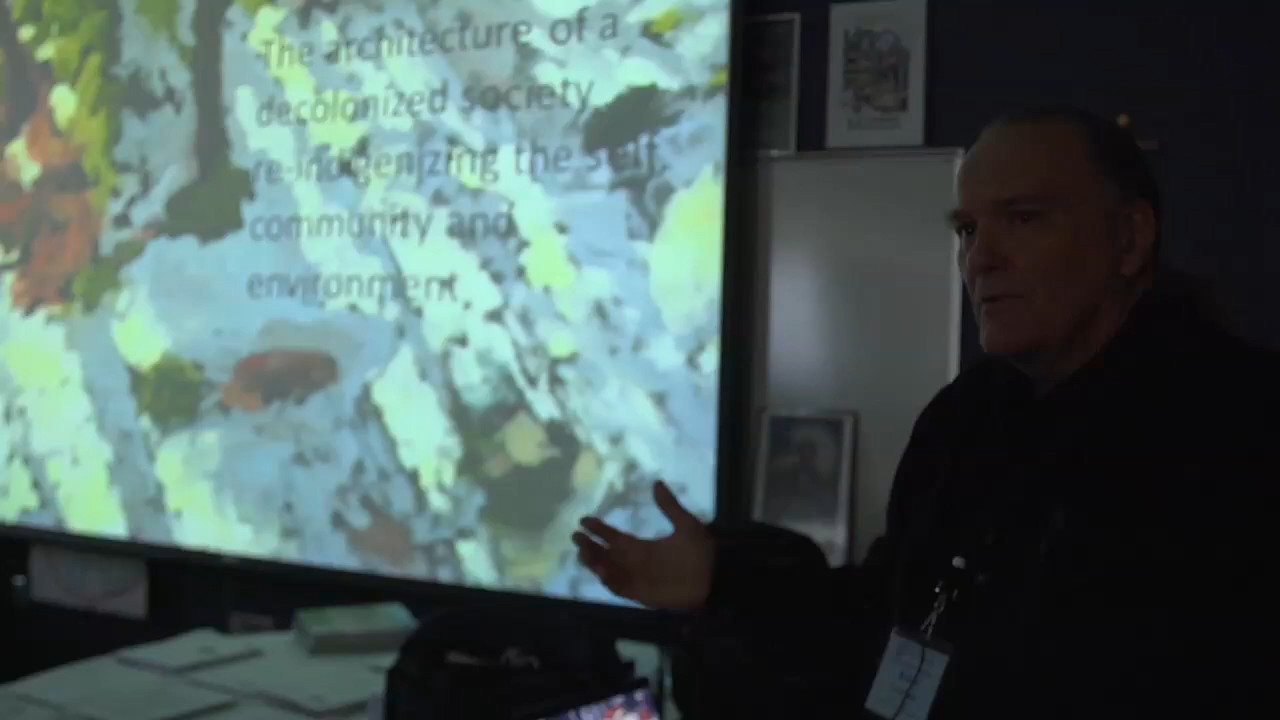 The architecture of a
decolonized society
re-indigenizing the self,
community and
environment